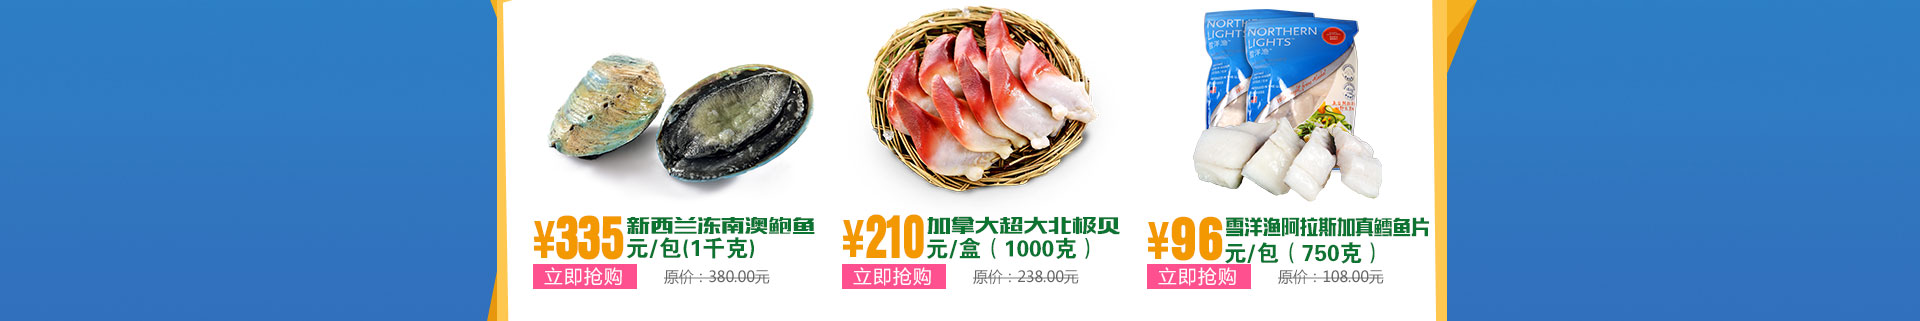 NORTHERN
LIGHTS
NORTHERN
LIGHTS
¥335 新西兰冻南澳鲍鱼
元/包(1千克)
立即抢购 原价：380.00元
¥210 加拿大超大北极贝
元/盒（1000克）
立即抢购 原价：238.00元
¥96 雪洋渔阿拉斯加真鳕鱼片
元/包（750克）
立即抢购 原价：108.00元